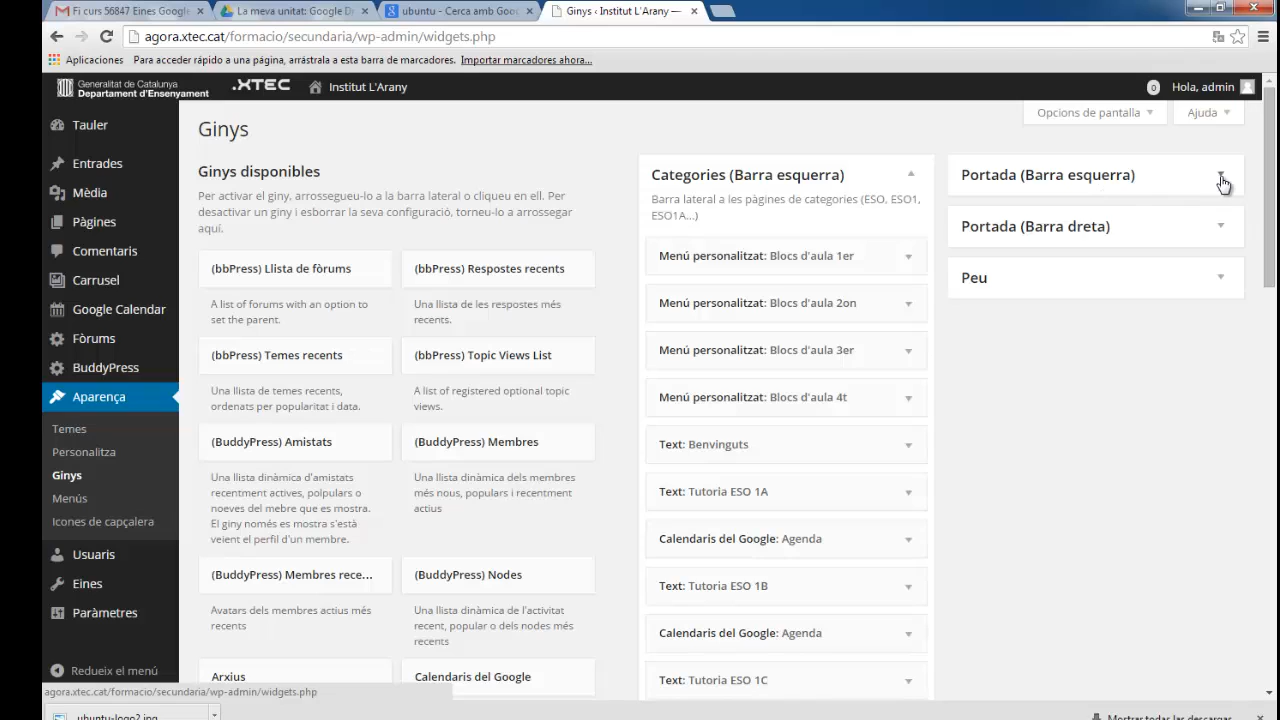 Fi curs 56847 Eines Google
La meva unitat: Google Dr
ubuntu - Cerca amb Goog
Ginys ‹ Institut L'Arany —
agora.xtec.cat/formacio/secundaria/wp-admin/widgets.php
Aplicaciones
Para acceder rápido a una página, arrástrala a esta barra de marcadores.
Importar marcadores ahora...
Generalitat de Catalunya
Departament d'Ensenyament
.XTEC
Institut L'Arany
0
Hola, admin
Opcions de pantalla
Ajuda
Tauler
Entrades
Mèdia
Pàgines
Comentaris
Carrusel
Google Calendar
Fòrums
BuddyPress
Aparença
Temes
Personalitza
Ginys
Menús
Icones de capçalera
Usuaris
Eines
Paràmetres
Redueix el menú
Ginys
Ginys disponibles
Per activar el giny, arrossegueu-lo a la barra lateral o cliqueu en ell. Per
desactivar un giny i esborrar la seva configuració, torneu-lo a arrossegar
aquí.
(bbPress) Llista de fòrums
A list of forums with an option to
set the parent.
(bbPress) Respostes recents
Una llista de les respostes més
recents.
(bbPress) Temes recents
Una llista de temes recents,
ordenats per popularitat i data.
(bbPress) Topic Views List
A list of registered optional topic
views.
(BuddyPress) Amistats
Una llista dinàmica d'amistats
recentment actives, polpulars o
noeves del mebre que es mostra.
El giny només es mostra s'està
veient el perfil d'un membre.
(BuddyPress) Membres
Una llista dinàmica dels membres
més nous, populars i recentment
actius
(BuddyPress) Membres rece...
Avatars dels membres actius més
recents
(BuddyPress) Nodes
Una llista dinàmica de l'activitat
recent, popular o dels nodes més
recents
Arxius
Calendaris del Google
Categories (Barra esquerra)
Barra lateral a les pàgines de categories (ESO, ESO1,
ESO1A...)
Menú personalitzat: Blocs d'aula 1er
Menú personalitzat: Blocs d'aula 2on
Menú personalitzat: Blocs d'aula 3er
Menú personalitzat: Blocs d'aula 4t
Text: Benvinguts
Text: Tutoria ESO 1A
Calendaris del Google: Agenda
Text: Tutoria ESO 1B
Calendaris del Google: Agenda
Text: Tutoria ESO 1C
Portada (Barra esquerra)
Portada (Barra dreta)
Peu
agora.xtec.cat/formacio/secundaria/wp-admin/widgets.php
ubuntu-logo2.jpg
Mostrar todas las descargas